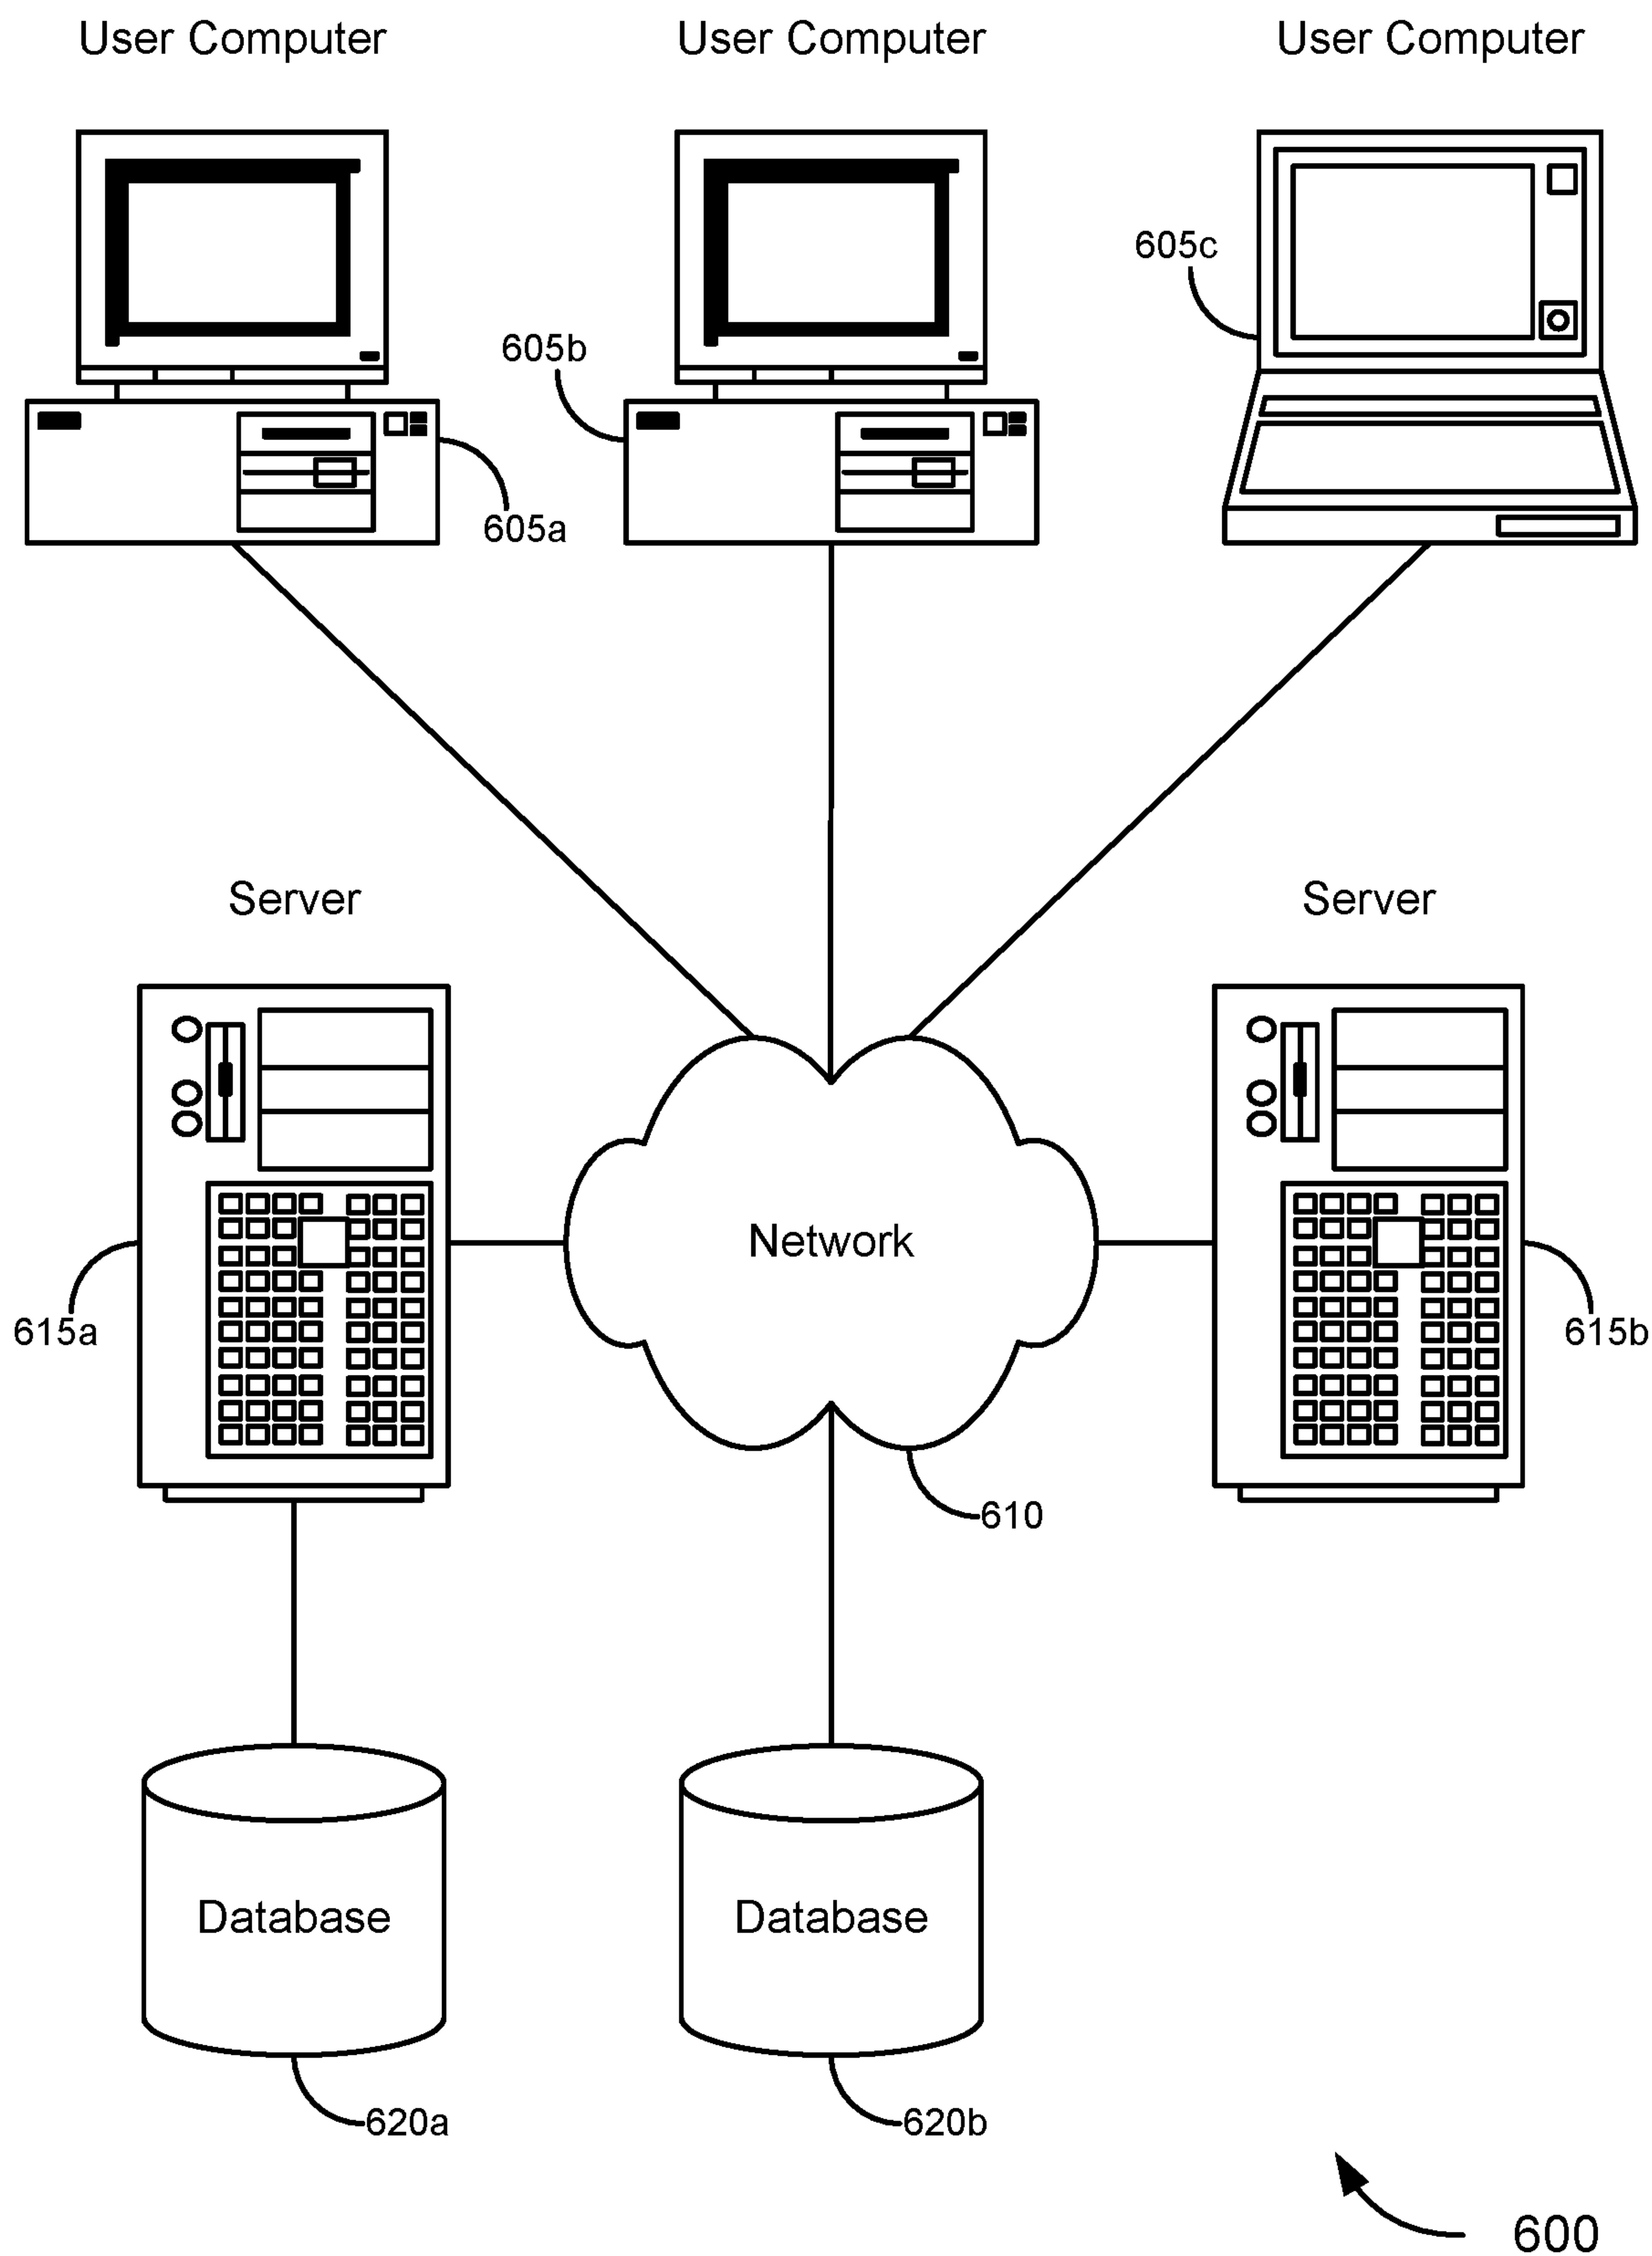 User Computer
User Computer
User Computer
605c
605b
605a
Server
Server
Network
615a
615b
610
Database
Database
620a
620b
600